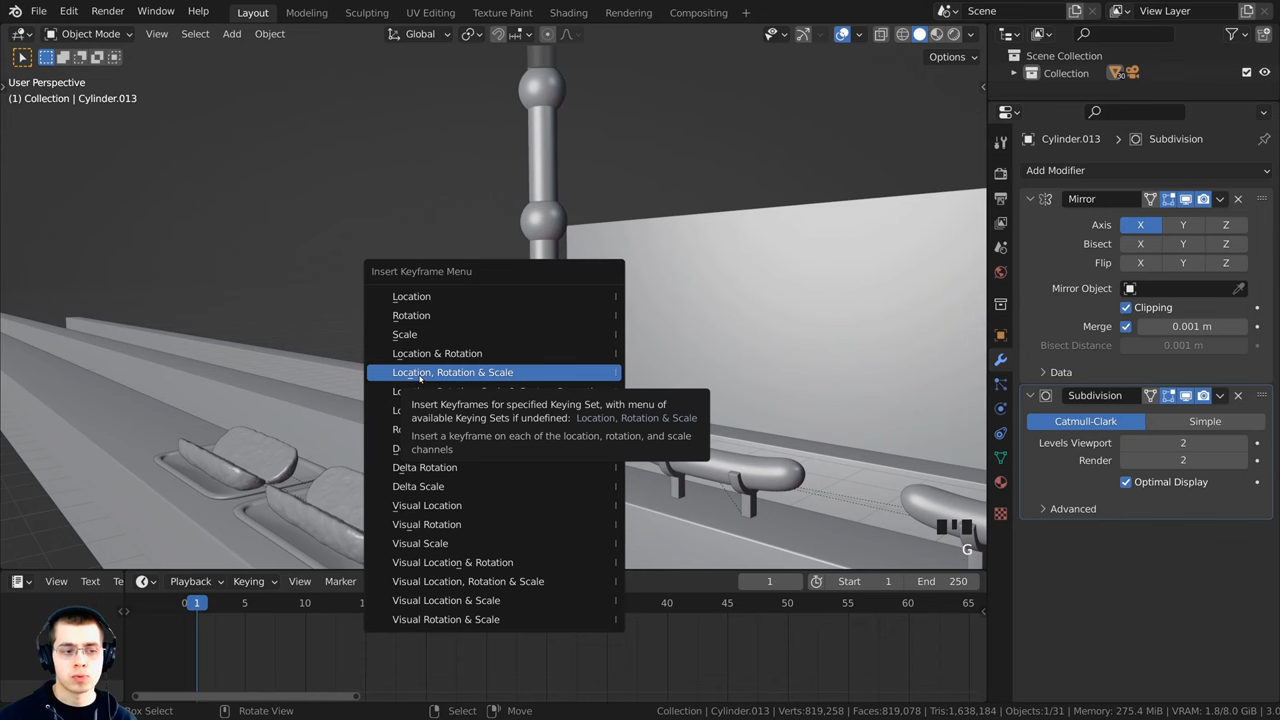 File Edit Render Window Help Layout Modeling Sculpting UV Editing Texture Paint Shading Rendering Compositing + Scene View Layer
Object Mode View Select Add Object Global
Options
User Perspective
(1) Collection | Cylinder.013
Scene Collection
Collection 30
Cylinder.013 > Subdivision
Add Modifier
Mirror
Axis X Y Z
Bisect X Y Z
Flip X Y Z
Mirror Object
Clipping
Merge 0.001 m
Bisect Distance 0.001 m
Data
Subdivision
Catmull-Clark Simple
Levels Viewport 2
Render 2
Optimal Display
Advanced
Insert Keyframe Menu
Location I
Rotation I
Scale I
Location & Rotation I
Location, Rotation & Scale I
Insert Keyframes for specified Keying Set, with menu of
available Keying Sets if undefined: Location, Rotation & Scale
Insert a keyframe on each of the location, rotation, and scale
channels
Delta Rotation I
Delta Scale I
Visual Location I
Visual Rotation I
Visual Scale I
Visual Location & Rotation I
Visual Location, Rotation & Scale I
Visual Location & Scale I
Visual Rotation & Scale I
G
View Text Te Playback Keying View Marker 1 Start 1 End 250
0 1 5 10 40 45 50 55 60 65
Box Select Rotate View Select Move Collection | Cylinder.013 | Verts:819,258 | Faces:819,078 | Tris:1,638,184 | Objects:1/31 | Memory: 275.4 MiB | VRAM: 1.8/8.0 GiB | 3.